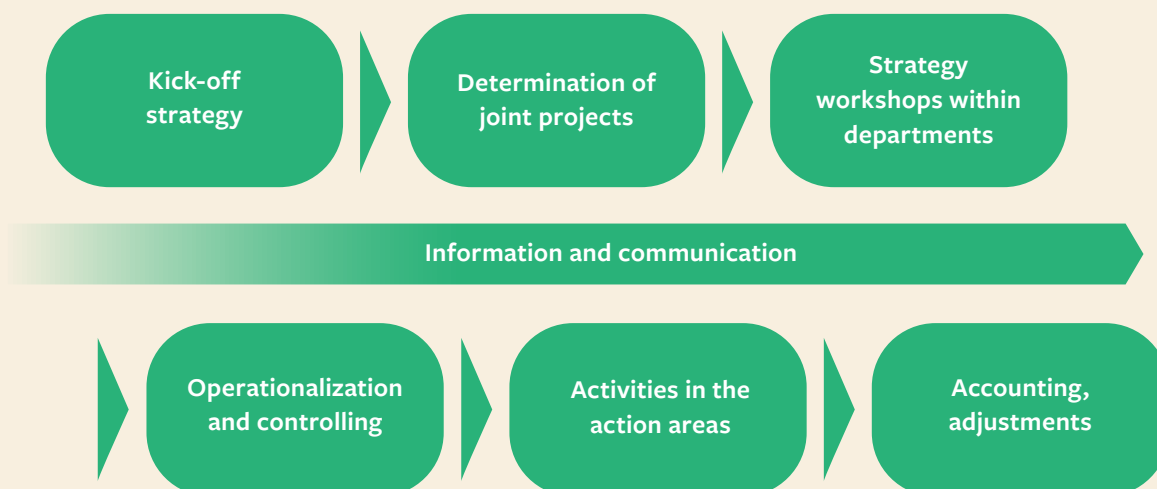 Kick-off
strategy
Determination of
joint projects
Strategy
workshops within
departments
Information and communication
Operationalization
and controlling
Activities in the
action areas
Accounting,
adjustments